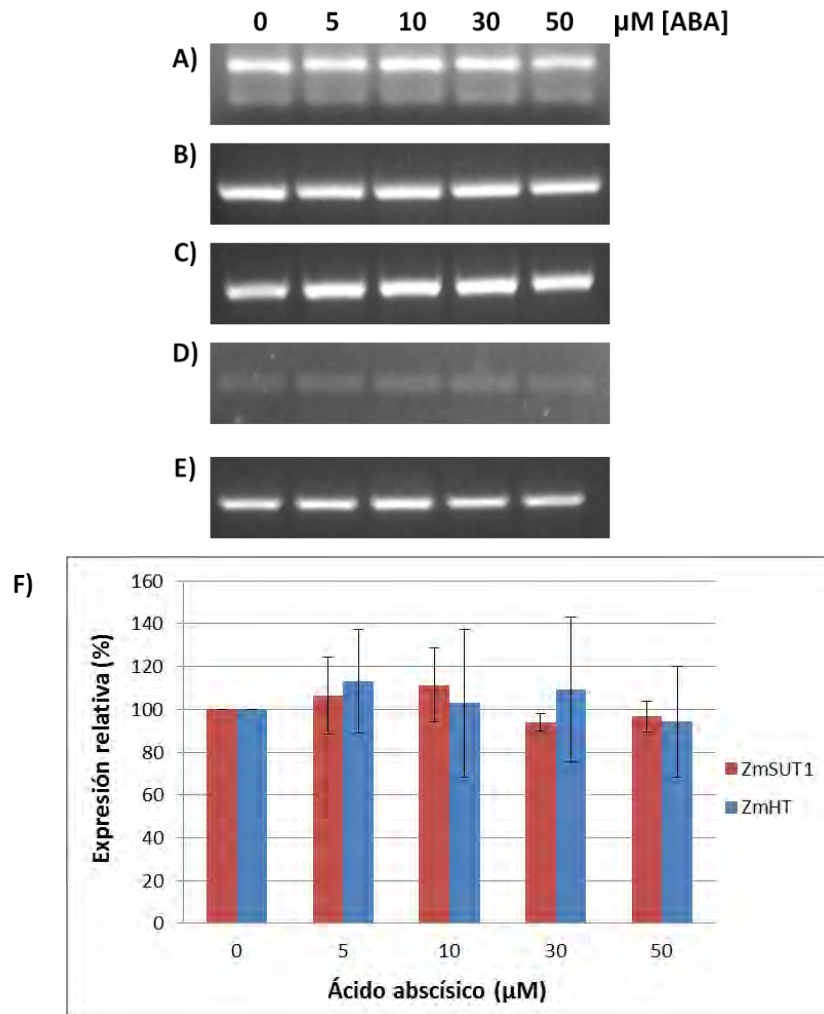 0 5 10 30 50 µM [ABA]
A)
B)
C)
D)
E)
F)
160
140
120
100
80
60
40
20
0
Expresión relativa (%)
0 5 10 30 50
Ácido abscísico (µM)
ZmSUT1
ZmHT